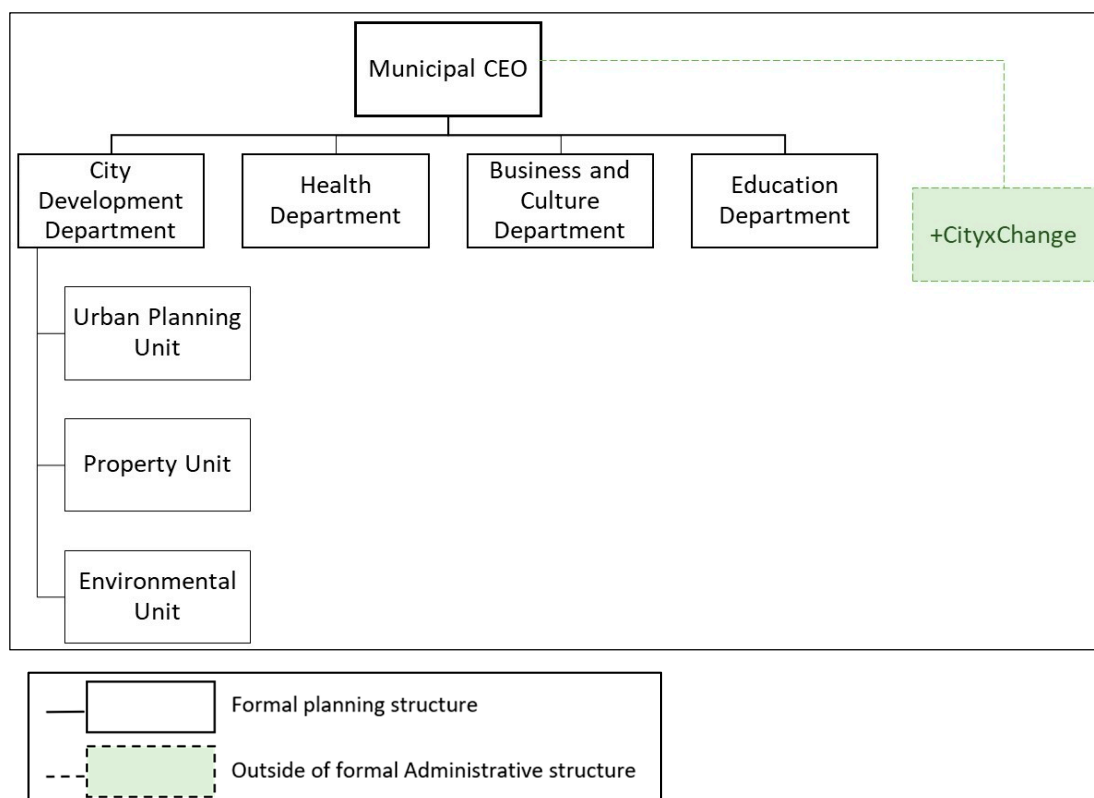 Municipal CEO
City
Development
Department
Health
Department
Business and
Culture
Department
Education
Department
+CityxChange
Urban Planning
Unit
Property Unit
Environmental
Unit
Formal planning structure
Outside of formal Administrative structure